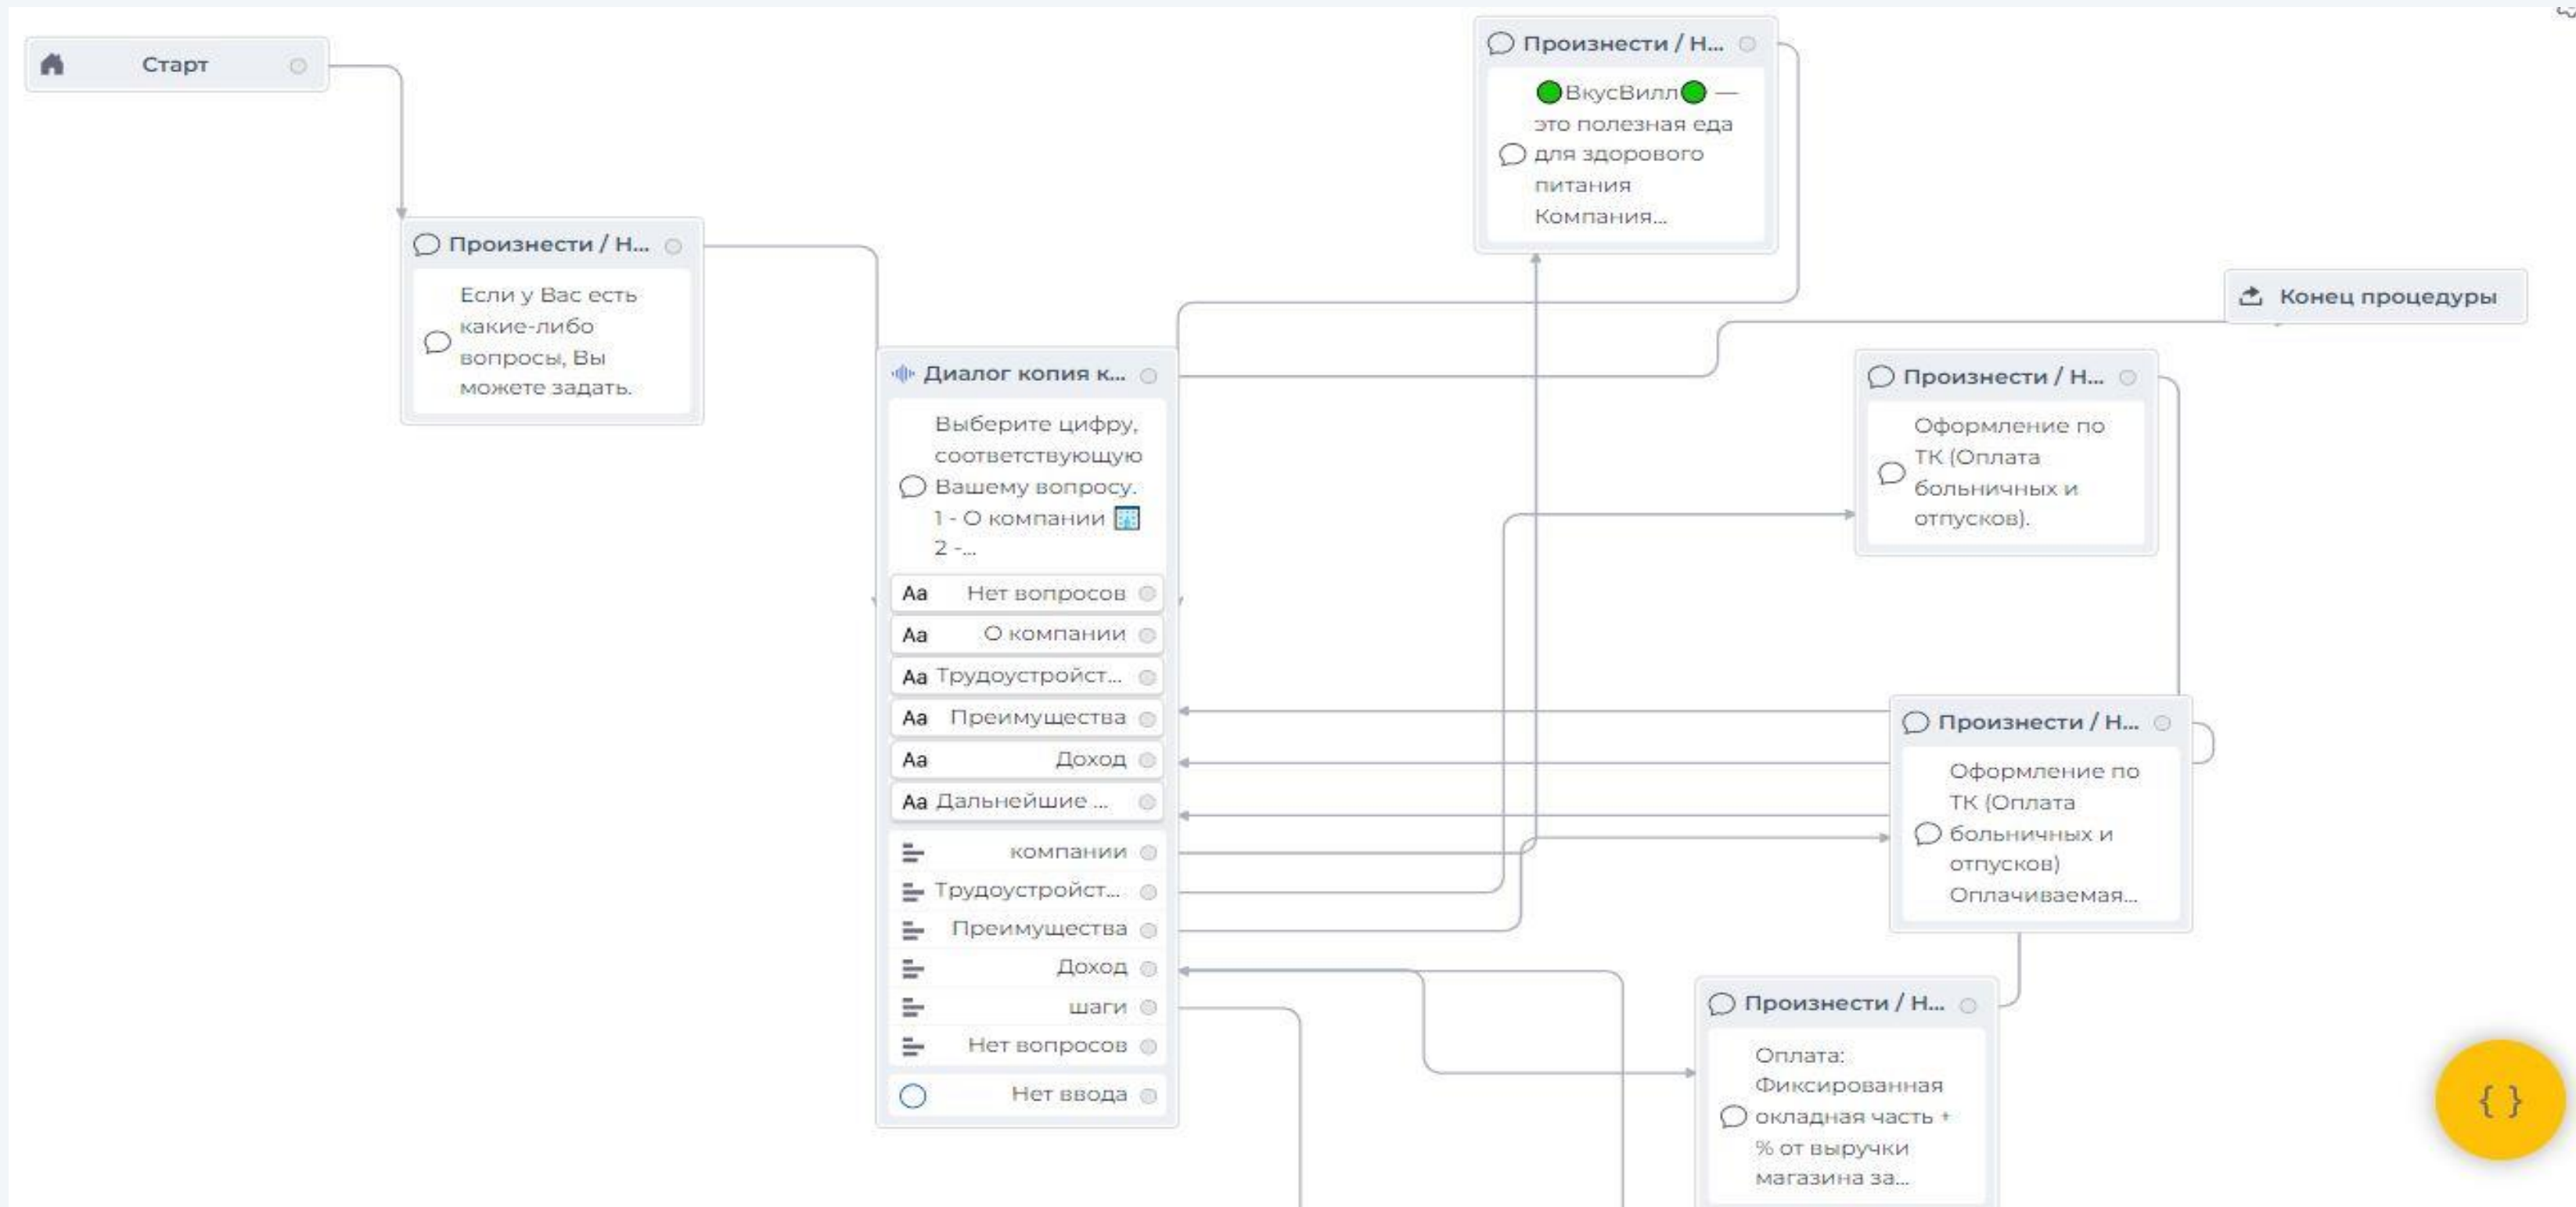 Старт
Произнести / Н...
Если у Вас есть
какие-либо
вопросы, Вы
можете задать.
Диалог копия к...
Выберите цифру,
соответствующую
Вашему вопросу.
1 - О компании
2 -...
Aa Нет вопросов
Aa О компании
Aa Трудоустройст...
Aa Преимущества
Aa Доход
Aa Дальнейшие ...
компании
Трудоустройст...
Преимущества
Доход
шаги
Нет вопросов
Нет ввода
Произнести / Н...
ВкусВилл —
это полезная еда
для здорового
питания
Компания...
Конец процедуры
Произнести / Н...
Оформление по
ТК (Оплата
больничных и
отпусков).
Произнести / Н...
Оформление по
ТК (Оплата
больничных и
отпусков)
Оплачиваемая...
Произнести / Н...
Оплата:
Фиксированная
окладная часть +
% от выручки
магазина за...
{ }